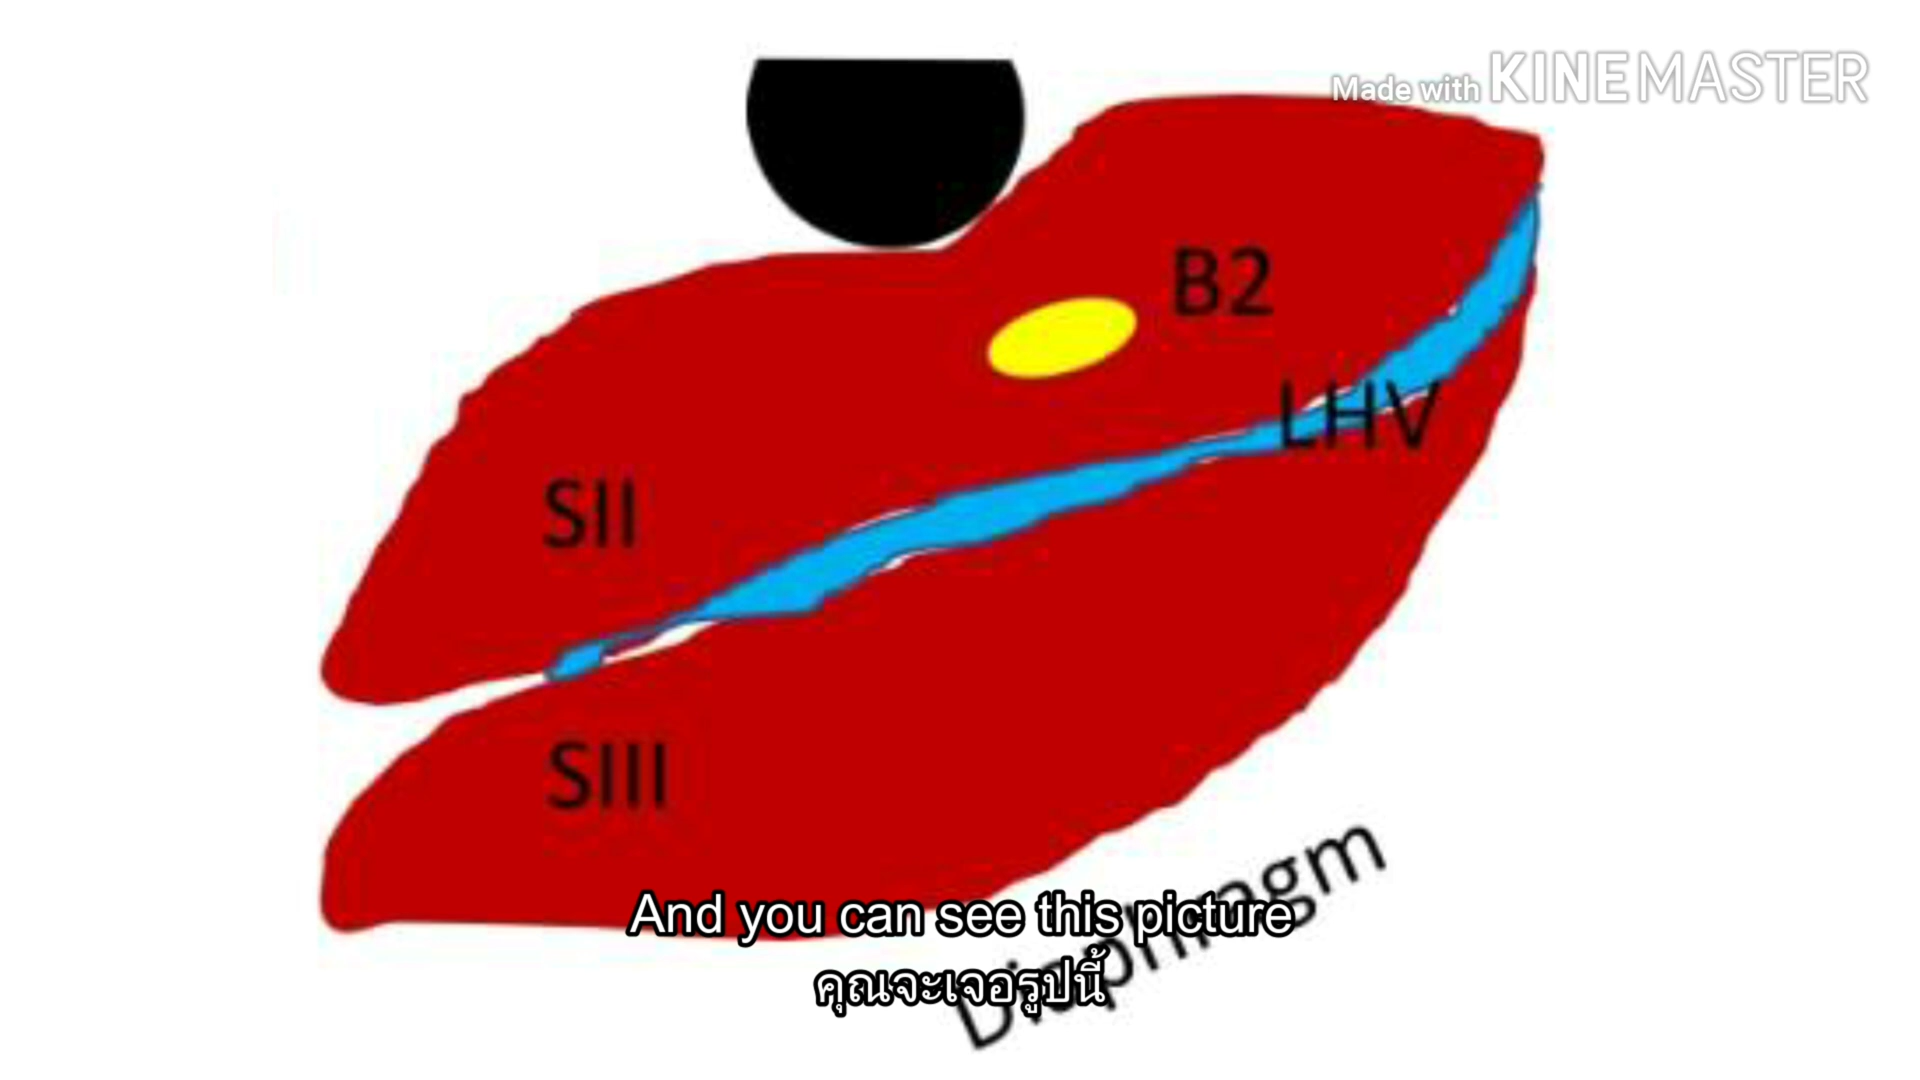 Made with KINEMASTER
B2
LHV
SII
SIII
Diaphragm
And you can see this picture
คุณจะเจอรูปนี้